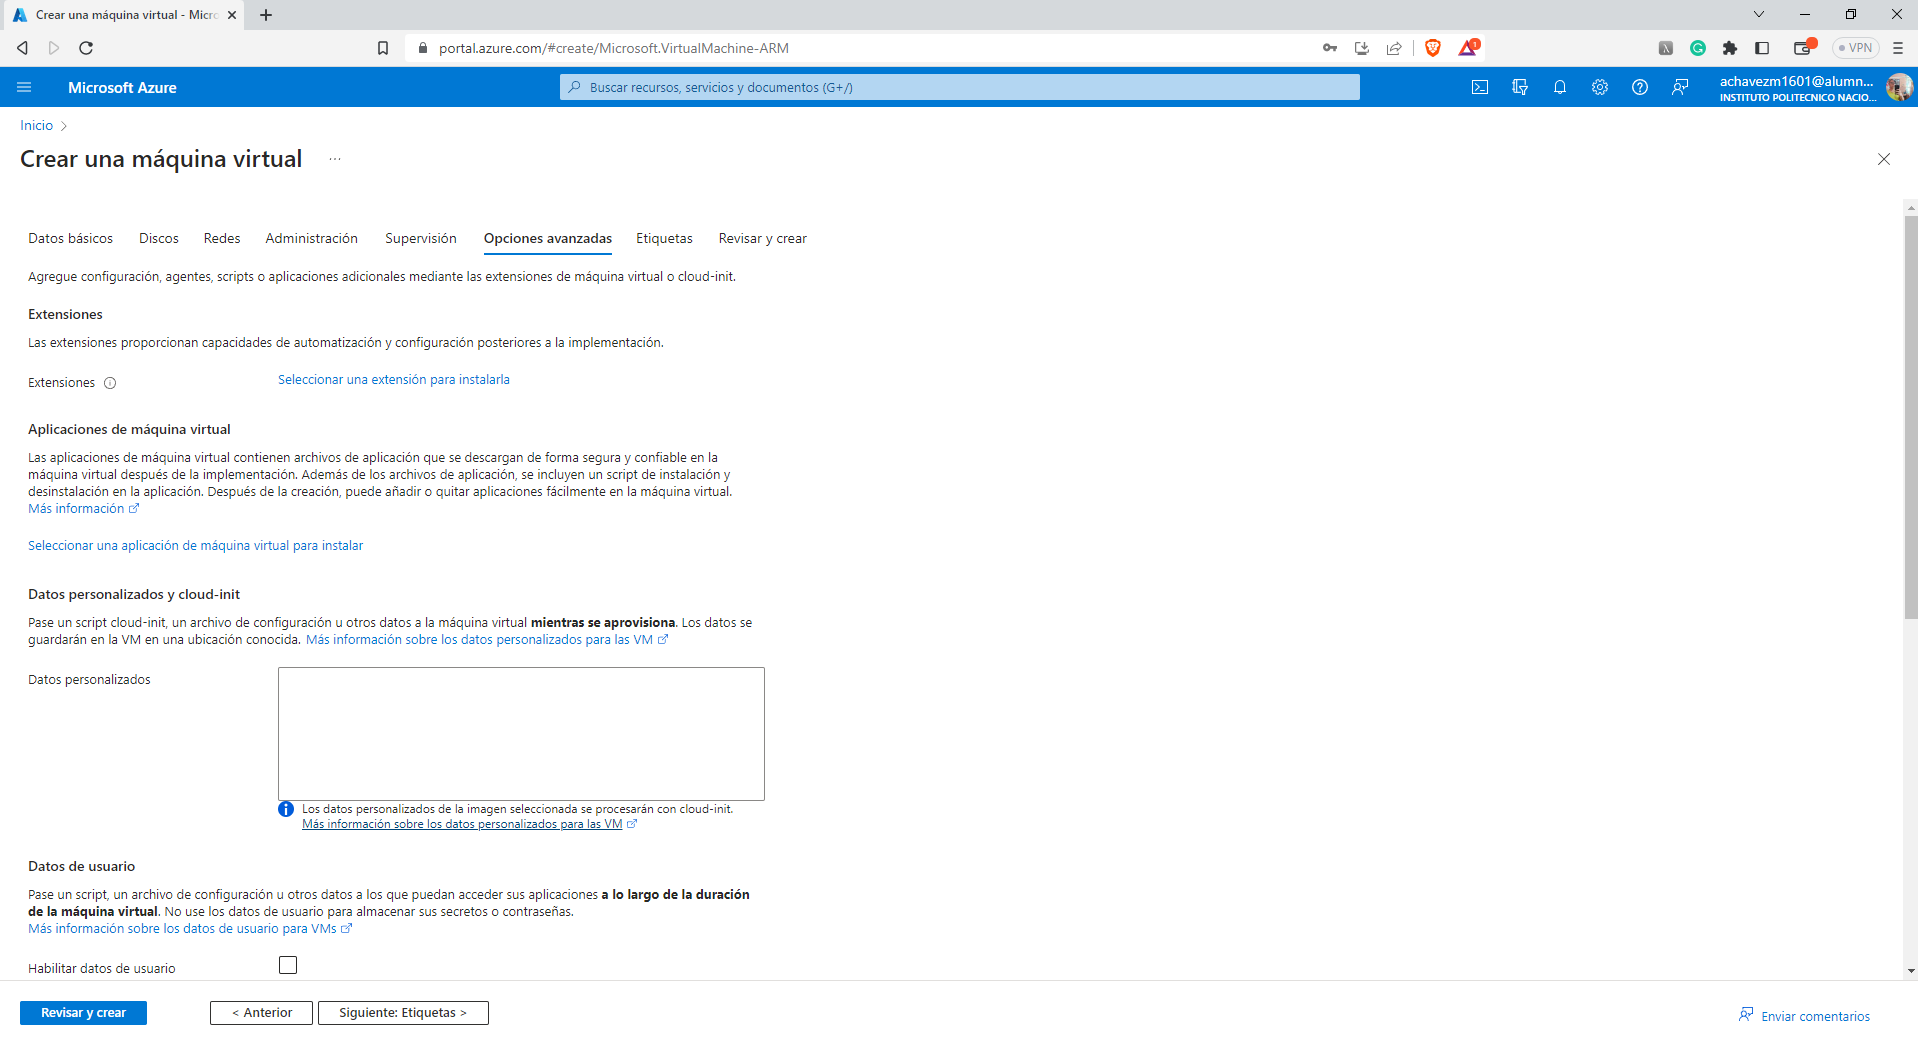 Crear una máquina virtual - Micro
portal.azure.com/#create/Microsoft.VirtualMachine-ARM
1
VPN
Microsoft Azure
Buscar recursos, servicios y documentos (G+/)
achavezm1601@alumn...
INSTITUTO POLITECNICO NACIO...
Inicio
Crear una máquina virtual ...
Datos básicos Discos Redes Administración Supervisión Opciones avanzadas Etiquetas Revisar y crear
Agregue configuración, agentes, scripts o aplicaciones adicionales mediante las extensiones de máquina virtual o cloud-init.
Extensiones
Las extensiones proporcionan capacidades de automatización y configuración posteriores a la implementación.
Extensiones Seleccionar una extensión para instalarla
Aplicaciones de máquina virtual
Las aplicaciones de máquina virtual contienen archivos de aplicación que se descargan de forma segura y confiable en la
máquina virtual después de la implementación. Además de los archivos de aplicación, se incluyen un script de instalación y
desinstalación en la aplicación. Después de la creación, puede añadir o quitar aplicaciones fácilmente en la máquina virtual.
Más información
Seleccionar una aplicación de máquina virtual para instalar
Datos personalizados y cloud-init
Pase un script cloud-init, un archivo de configuración u otros datos a la máquina virtual mientras se aprovisiona. Los datos se
guardarán en la VM en una ubicación conocida. Más información sobre los datos personalizados para las VM
Datos personalizados
Los datos personalizados de la imagen seleccionada se procesarán con cloud-init.
Más información sobre los datos personalizados para las VM
Datos de usuario
Pase un script, un archivo de configuración u otros datos a los que puedan acceder sus aplicaciones a lo largo de la duración
de la máquina virtual. No use los datos de usuario para almacenar sus secretos o contraseñas.
Más información sobre los datos de usuario para VMs
Habilitar datos de usuario
Revisar y crear < Anterior Siguiente: Etiquetas >
Enviar comentarios